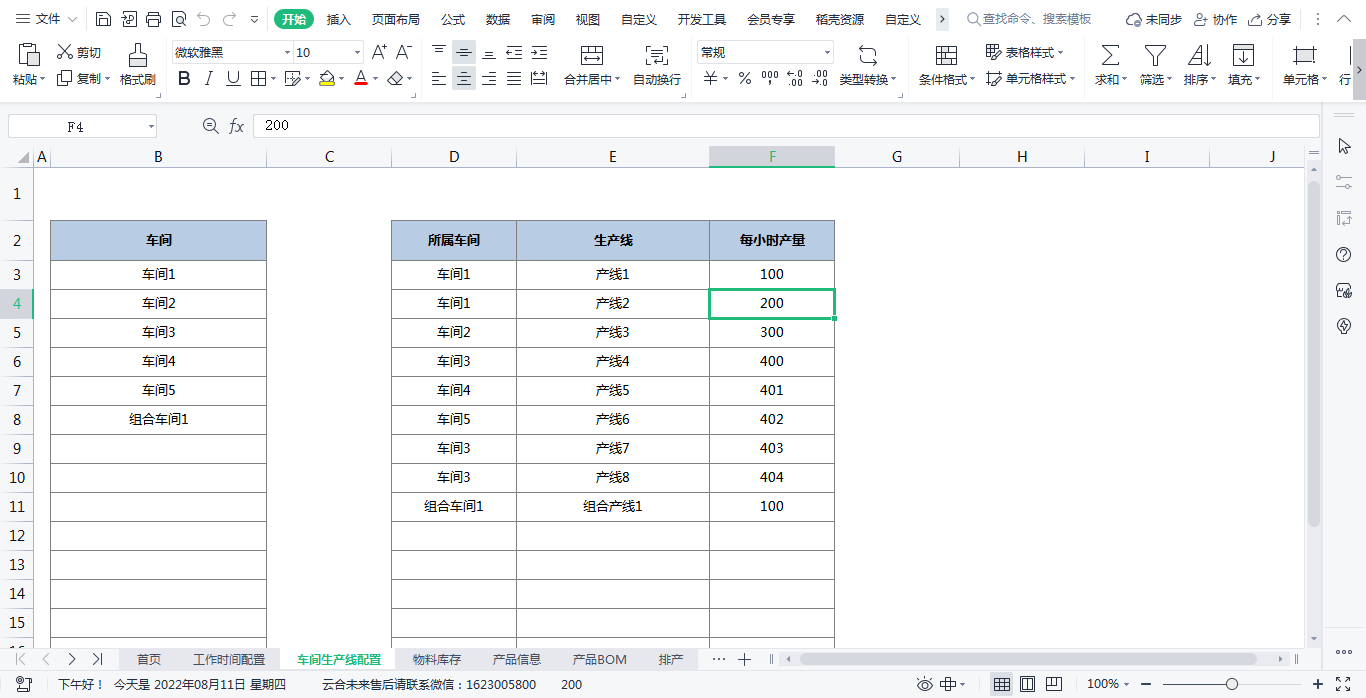 文件 开始 插入 页面布局 公式 数据 审阅 视图 自定义 开发工具 会员专享 稻壳资源 自定义 查找命令、搜索模板 未同步 协作 分享
粘贴 剪切 复制 格式刷 微软雅黑 10 A+ A- B I U A 合并居中 自动换行 常规 ¥ % 000 ←.0 .00 .00 →.0 类型转换 条件格式 表格样式 单元格样式 求和 筛选 排序 填充 单元格 行
F4 fx 200
A B C D E F G H I J
1
2 车间 所属车间 生产线 每小时产量
3 车间1 车间1 产线1 100
4 车间2 车间1 产线2 200
5 车间3 车间2 产线3 300
6 车间4 车间3 产线4 400
7 车间5 车间4 产线5 401
8 组合车间1 车间5 产线6 402
9 车间3 产线7 403
10 车间3 产线8 404
11 组合车间1 组合产线1 100
12
13
14
15
首页 工作时间配置 车间生产线配置 物料库存 产品信息 产品BOM 排产 ···
下午好！ 今天是 2022年08月11日 星期四 云合未来售后请联系微信：1623005800 200 100%